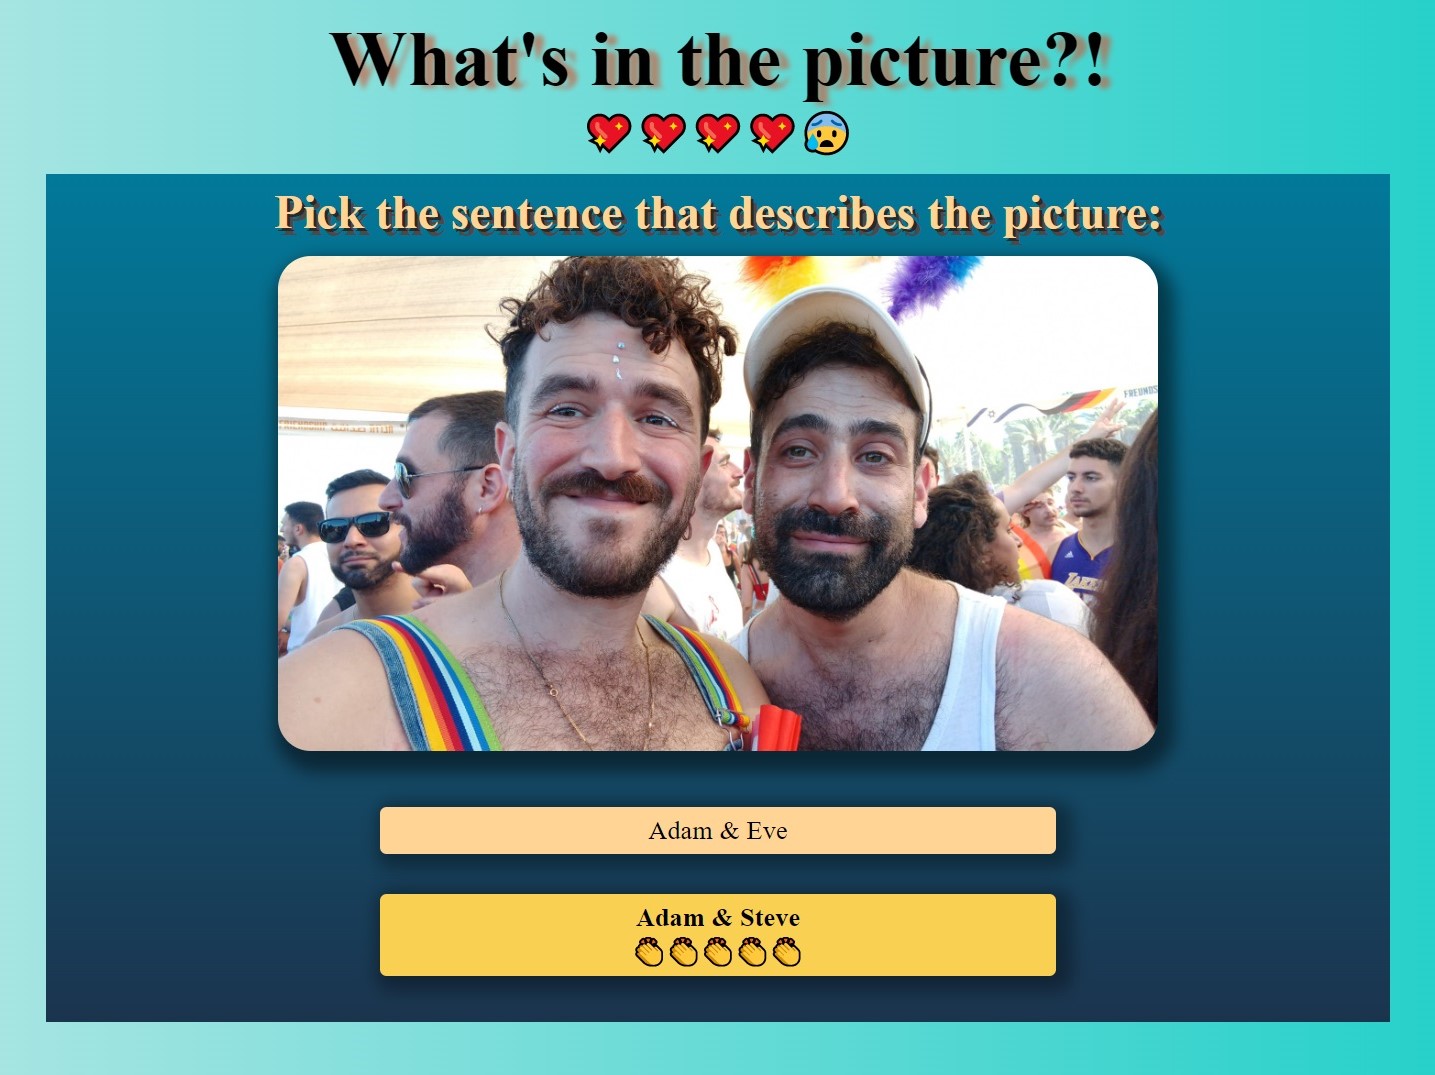 What's in the picture?!
Pick the sentence that describes the picture:
FREUNDS
Adam & Eve
Adam & Steve